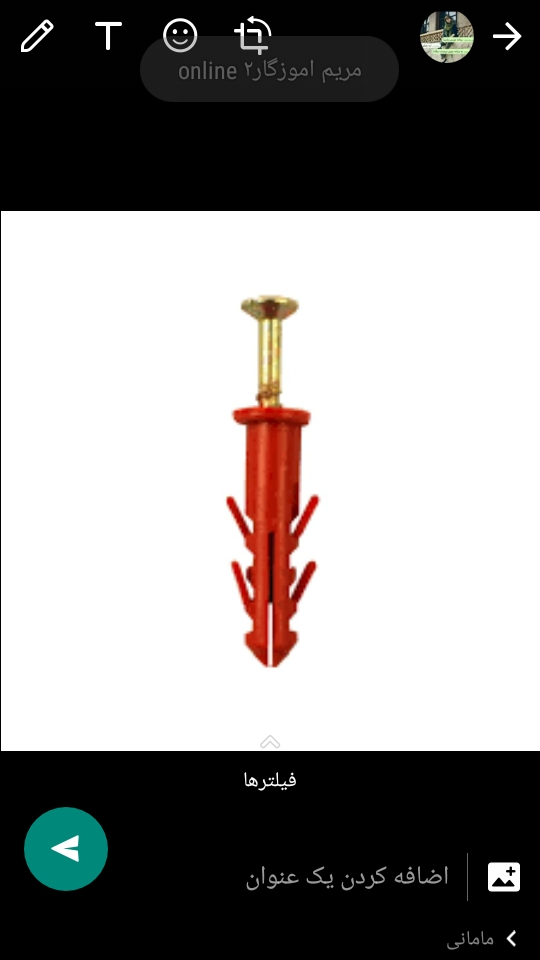 مریم اموزگار۲ online
فیلترها
اضافه کردن یک عنوان
مامانی